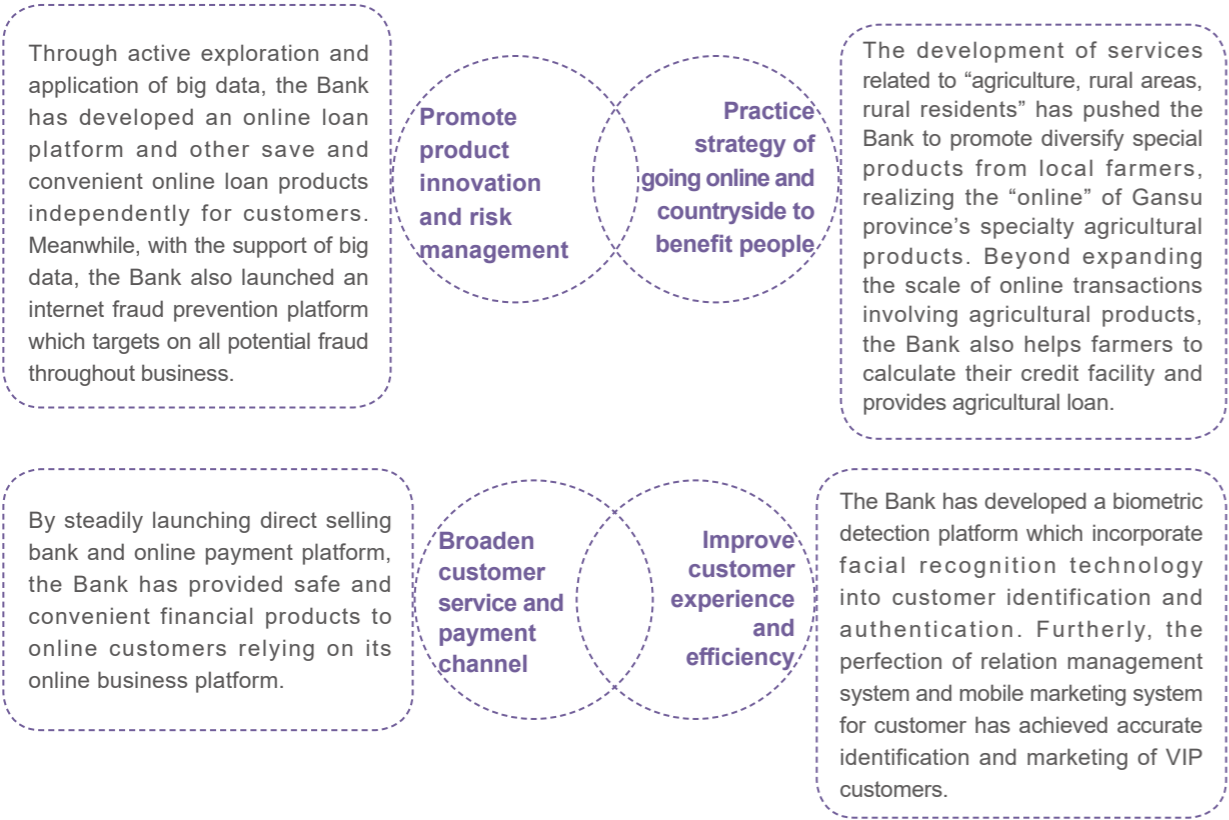 Through active exploration and
application of big data, the Bank
has developed an online loan
platform and other save and
convenient online loan products
independently for customers.
Meanwhile, with the support of big
data, the Bank also launched an
internet fraud prevention platform
which targets on all potential fraud
throughout business.
Promote
product
innovation
and risk
management
Practice
strategy of
going online and
countryside to
benefit people
The development of services
related to “agriculture, rural areas,
rural residents” has pushed the
Bank to promote diversify special
products from local farmers,
realizing the “online” of Gansu
province’s specialty agricultural
products. Beyond expanding
the scale of online transactions
involving agricultural products,
the Bank also helps farmers to
calculate their credit facility and
provides agricultural loan.
By steadily launching direct selling
bank and online payment platform,
the Bank has provided safe and
convenient financial products to
online customers relying on its
online business platform.
Broaden
customer
service and
payment
channel
Improve
customer
experience
and
efficiency
The Bank has developed a biometric
detection platform which incorporate
facial recognition technology
into customer identification and
authentication. Furtherly, the
perfection of relation management
system and mobile marketing system
for customer has achieved accurate
identification and marketing of VIP
customers.